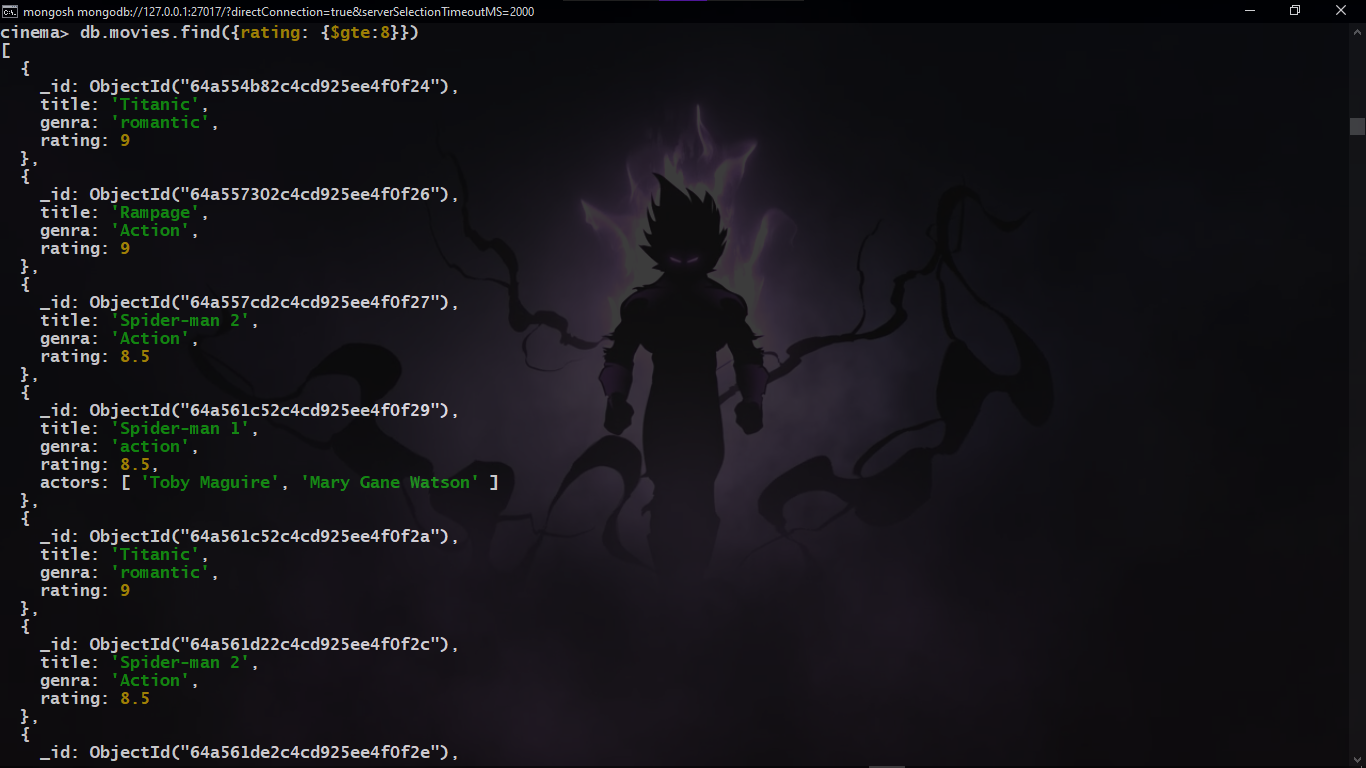 mongosh mongodb://127.0.0.1:27017/?directConnection=true&serverSelectionTimeoutMS=2000
cinema> db.movies.find({rating: {$gte:8}})
[
  {
    _id: ObjectId("64a554b82c4cd925ee4f0f24"),
    title: 'Titanic',
    genra: 'romantic',
    rating: 9
  },
  {
    _id: ObjectId("64a557302c4cd925ee4f0f26"),
    title: 'Rampage',
    genra: 'Action',
    rating: 9
  },
  {
    _id: ObjectId("64a557cd2c4cd925ee4f0f27"),
    title: 'Spider-man 2',
    genra: 'Action',
    rating: 8.5
  },
  {
    _id: ObjectId("64a561c52c4cd925ee4f0f29"),
    title: 'Spider-man 1',
    genra: 'action',
    rating: 8.5,
    actors: [ 'Toby Maguire', 'Mary Gane Watson' ]
  },
  {
    _id: ObjectId("64a561c52c4cd925ee4f0f2a"),
    title: 'Titanic',
    genra: 'romantic',
    rating: 9
  },
  {
    _id: ObjectId("64a561d22c4cd925ee4f0f2c"),
    title: 'Spider-man 2',
    genra: 'Action',
    rating: 8.5
  },
  {
    _id: ObjectId("64a561de2c4cd925ee4f0f2e"),